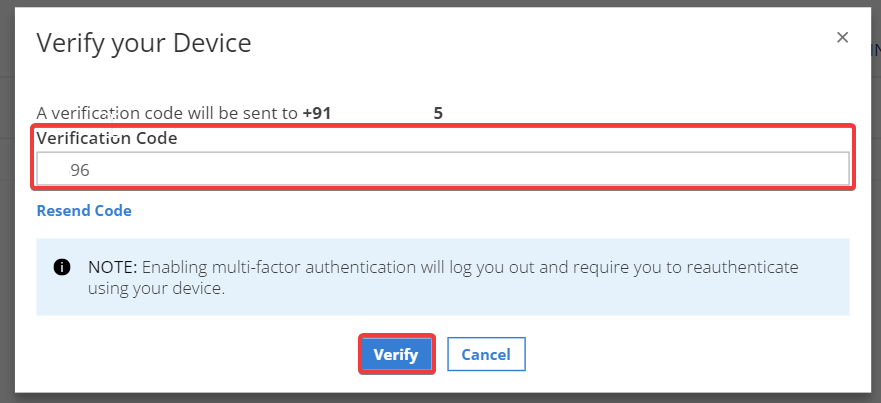 Verify your Device
×
A verification code will be sent to +91 5
Verification Code
96
Resend Code
NOTE: Enabling multi-factor authentication will log you out and require you to reauthenticate
using your device.
Verify Cancel